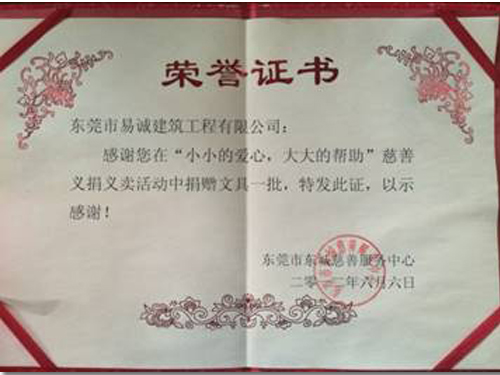 荣誉证书
东莞市易诚建筑工程有限公司：
感谢您在“小小的爱心，大大的帮助”慈善
义捐义卖活动中捐赠文具一批，特发此证，以示
感谢！
东莞市东诚慈善服务中心
二零一二年六月六日